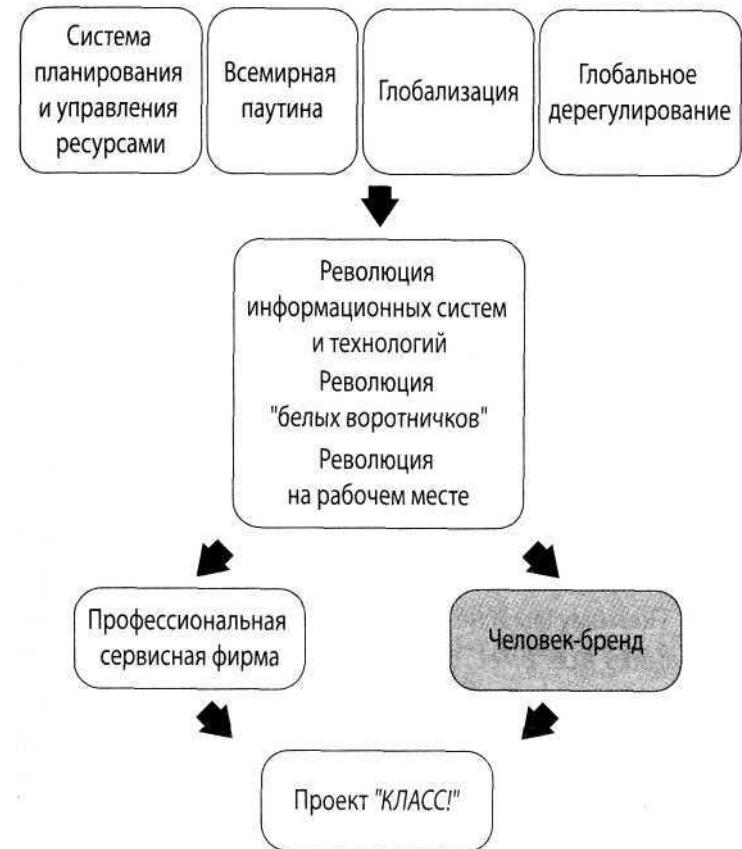 Система
планирования
и управления
ресурсами
Всемирная
паутина
Глобализация
Глобальное
дерегулирование
Революция
информационных систем
и технологий
Революция
"белых воротничков"
Революция
на рабочем месте
Профессиональная
сервисная фирма
Человек-бренд
Проект "КЛАСС!"